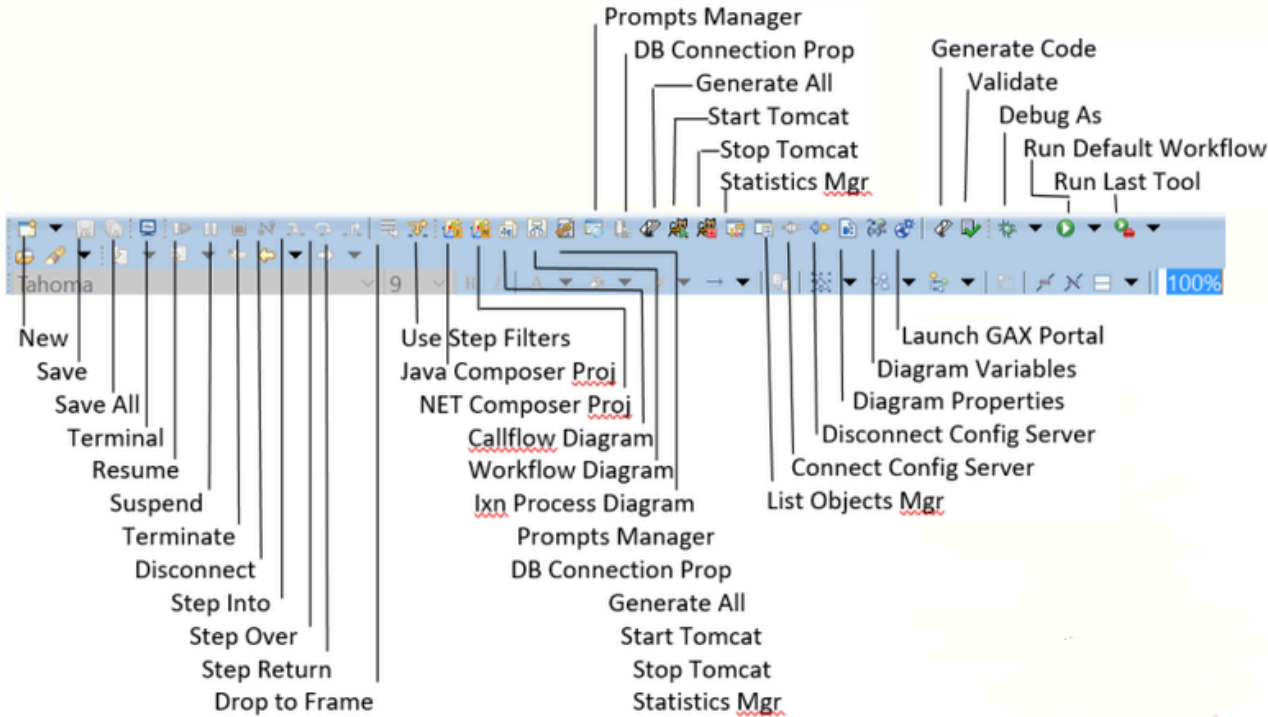 Prompts Manager
DB Connection Prop
Generate All
Start Tomcat
Stop Tomcat
Statistics Mgr
Generate Code
Validate
Debug As
Run Default Workflow
Run Last Tool
Tahoma
9
100%
New
Save
Save All
Terminal
Resume
Suspend
Terminate
Disconnect
Step Into
Step Over
Step Return
Drop to Frame
Use Step Filters
Java Composer Proj
NET Composer Proj
Callflow Diagram
Workflow Diagram
Ixn Process Diagram
Prompts Manager
DB Connection Prop
Generate All
Start Tomcat
Stop Tomcat
Statistics Mgr
Launch GAX Portal
Diagram Variables
Diagram Properties
Disconnect Config Server
Connect Config Server
List Objects Mgr